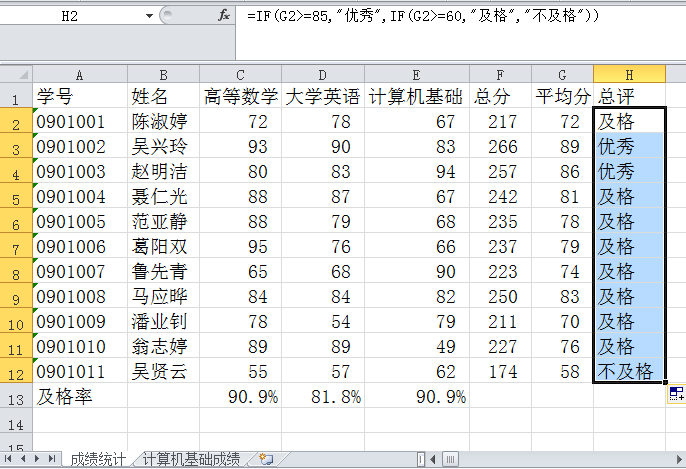 H2 fx =IF(G2>=85,"优秀",IF(G2>=60,"及格","不及格"))
A B C D E F G H
1 学号 姓名 高等数学 大学英语 计算机基础 总分 平均分 总评
2 0901001 陈淑婷 72 78 67 217 72 及格
3 0901002 吴兴玲 93 90 83 266 89 优秀
4 0901003 赵明洁 80 83 94 257 86 优秀
5 0901004 聂仁光 88 87 67 242 81 及格
6 0901005 范亚静 88 79 68 235 78 及格
7 0901006 葛阳双 95 76 66 237 79 及格
8 0901007 鲁先青 65 68 90 223 74 及格
9 0901008 马应晔 84 84 82 250 83 及格
10 0901009 潘业钊 78 54 79 211 70 及格
11 0901010 翁志婷 89 89 49 227 76 及格
12 0901011 吴贤云 55 57 62 174 58 不及格
13 及格率 90.9% 81.8% 90.9%
14
15
成绩统计 计算机基础成绩